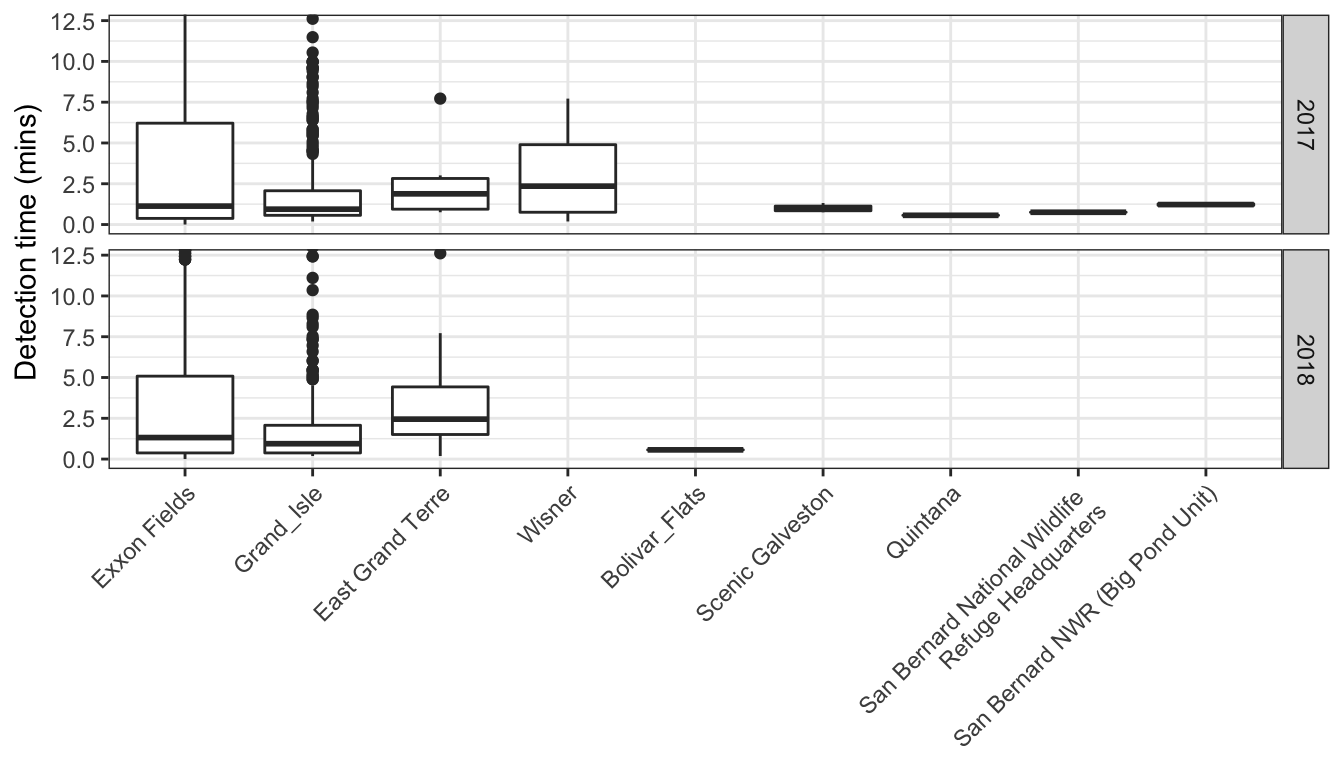 Detection time (mins)
12.5
10.0
7.5
5.0
2.5
0.0
2017
12.5
10.0
7.5
5.0
2.5
0.0
2018
Exxon Fields
Grand_Isle
East Grand Terre
Wisner
Bolivar_Flats
Scenic Galveston
Quintana
San Bernard National Wildlife
Refuge Headquarters
San Bernard NWR (Big Pond Unit)